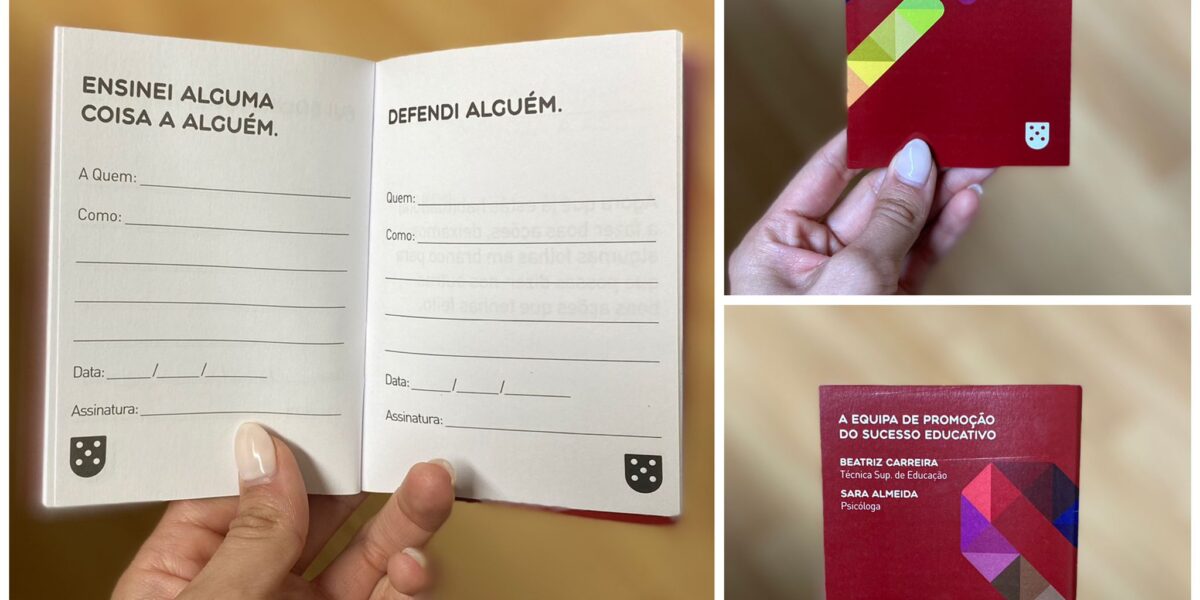 ENSINEI ALGUMA
COISA A ALGUÉM.
A Quem:
Como:
Data: / /
Assinatura:
DEFENDI ALGUÉM.
Quem:
Como:
Data: / /
Assinatura:
A EQUIPA DE PROMOÇÃO
DO SUCESSO EDUCATIVO
BEATRIZ CARREIRA
Técnica Sup. de Educação
SARA ALMEIDA
Psicóloga